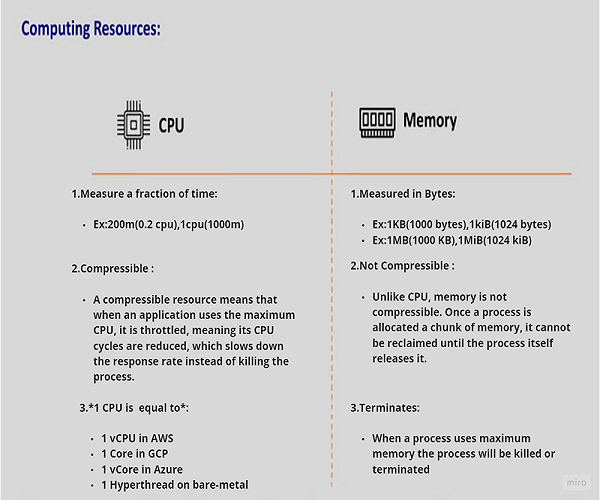 Computing Resources:
CPU
1.Measure a fraction of time:
· Ex:200m(0.2 cpu),1cpu(1000m)
2.Compressible :
· A compressible resource means that
when an application uses the maximum
CPU, it is throttled, meaning its CPU
cycles are reduced, which slows down
the response rate instead of killing the
process.
3.*1 CPU is equal to*:
· 1 vCPU in AWS
· 1 Core in GCP
· 1 vCore in Azure
· 1 Hyperthread on bare-metal
Memory
1.Measured in Bytes:
· Ex:1KB(1000 bytes),1kiB(1024 bytes)
· Ex:1MB(1000 KB),1MiB(1024 kiB)
2.Not Compressible :
· Unlike CPU, memory is not
compressible. Once a process is
allocated a chunk of memory, it cannot
be reclaimed until the process itself
releases it.
3.Terminates:
· When a process uses maximum
memory the process will be killed or
terminated
miro